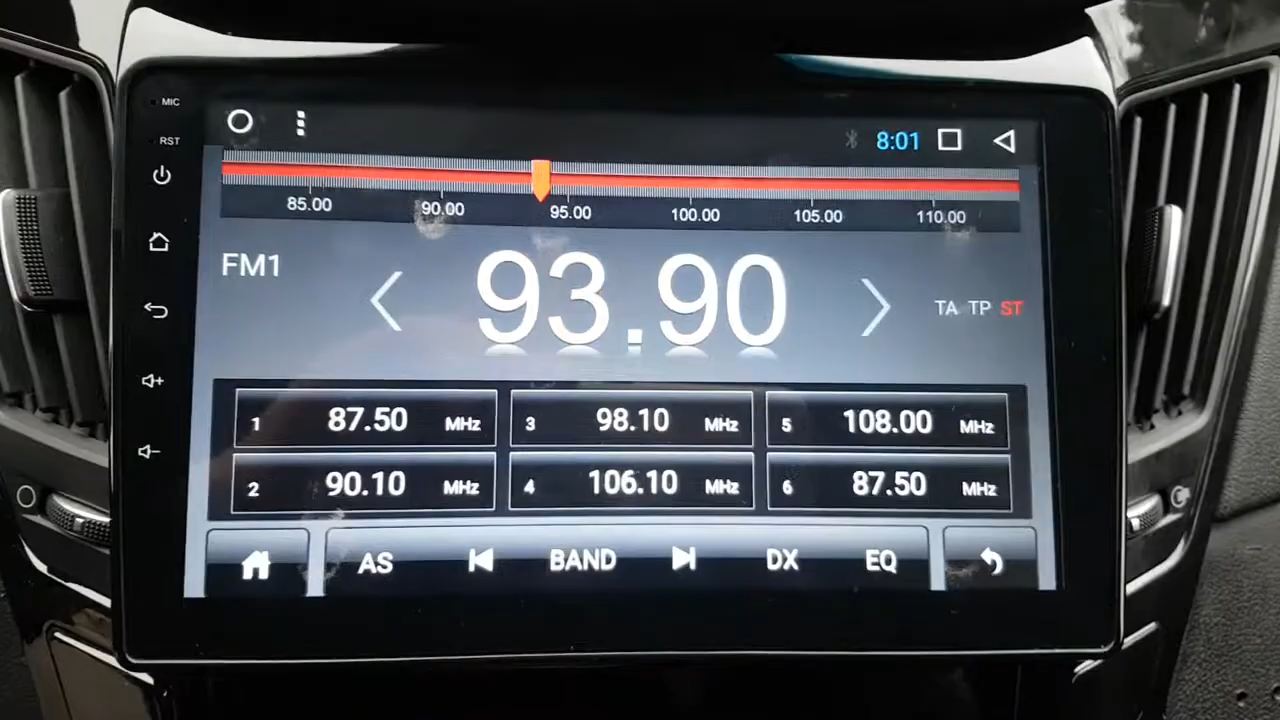 MIC
RST
8:01
85.00 90.00 95.00 100.00 105.00 110.00
FM1
93.90
TA TP ST
1 87.50 MHz 3 98.10 MHz 5 108.00 MHz
2 90.10 MHz 4 106.10 MHz 6 87.50 MHz
AS BAND DX EQ